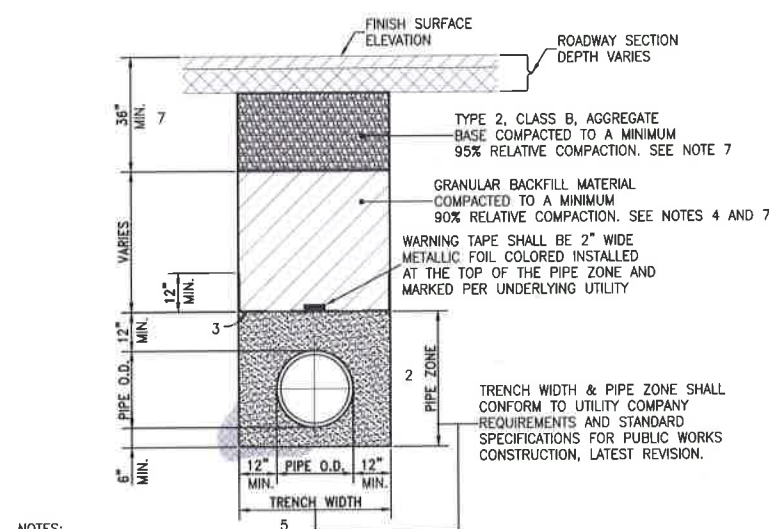 FINISH SURFACE
ELEVATION
ROADWAY SECTION
DEPTH VARIES
36"
MIN.
7
TYPE 2, CLASS B, AGGREGATE
BASE COMPACTED TO A MINIMUM
95% RELATIVE COMPACTION. SEE NOTE 7
GRANULAR BACKFILL MATERIAL
COMPACTED TO A MINIMUM
90% RELATIVE COMPACTION. SEE NOTES 4 AND 7
VARIES
WARNING TAPE SHALL BE 2" WIDE
METALLIC FOIL COLORED INSTALLED
AT THE TOP OF THE PIPE ZONE AND
MARKED PER UNDERLYING UTILITY
12"
MIN.
3
12"
MIN.
PIPE O.D.
2
PIPE ZONE
TRENCH WIDTH & PIPE ZONE SHALL
CONFORM TO UTILITY COMPANY
REQUIREMENTS AND STANDARD
SPECIFICATIONS FOR PUBLIC WORKS
CONSTRUCTION, LATEST REVISION.
6"
MIN.
12"
MIN.
PIPE O.D.
12"
MIN.
TRENCH WIDTH
5
NOTES: